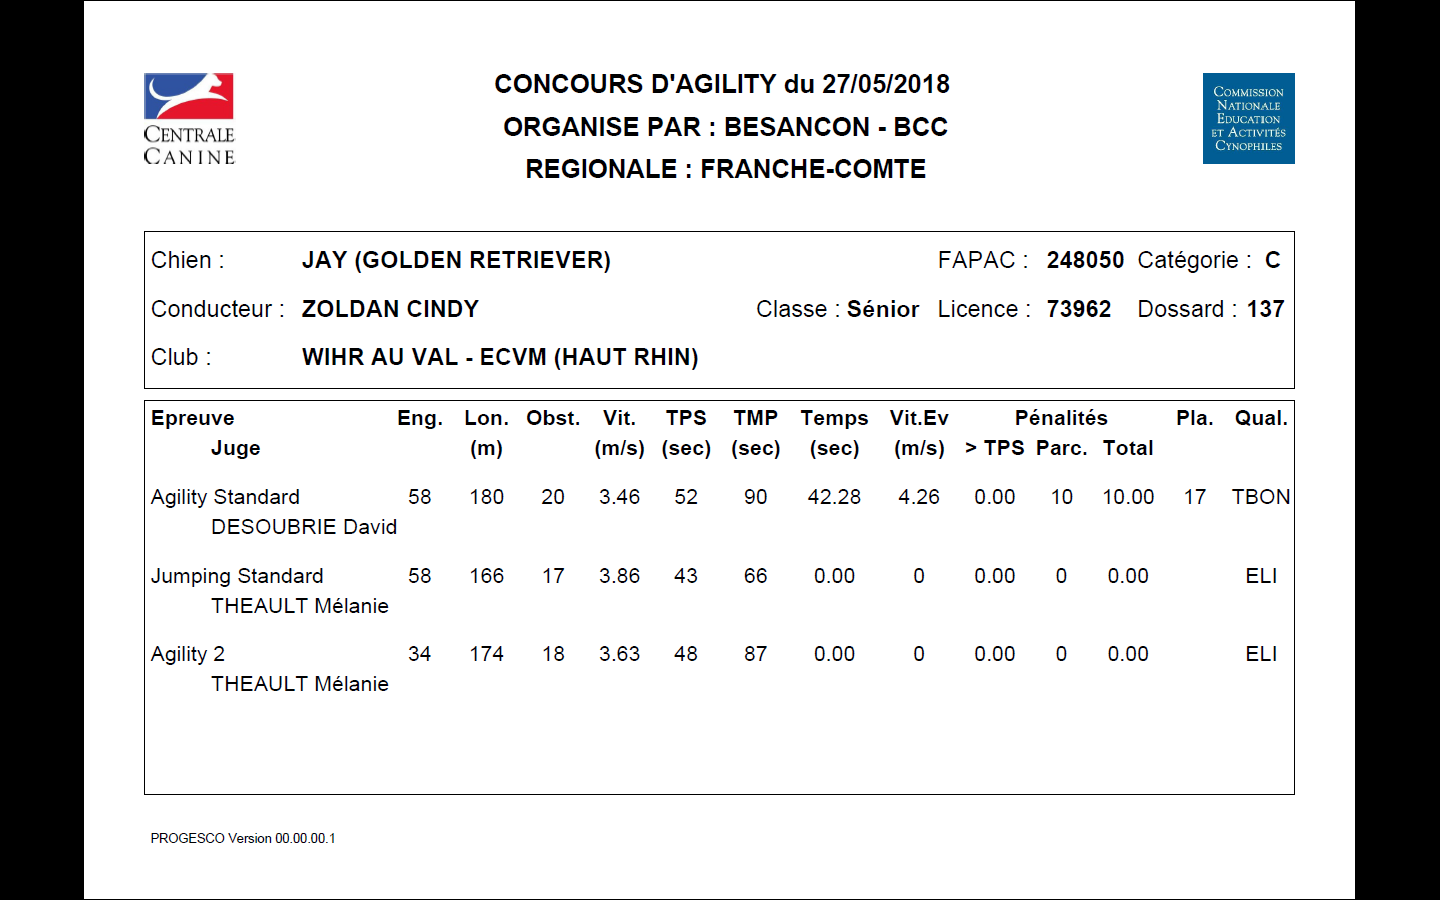 CENTRALE
CANINE
CONCOURS D'AGILITY du 27/05/2018
ORGANISE PAR : BESANCON - BCC
REGIONALE : FRANCHE-COMTE
COMMISSION
NATIONALE
EDUCATION
ET ACTIVITÉS
CYNOPHILES
Chien : JAY (GOLDEN RETRIEVER) FAPAC : 248050 Catégorie : C
Conducteur : ZOLDAN CINDY Classe : Sénior Licence : 73962 Dossard : 137
Club : WIHR AU VAL - ECVM (HAUT RHIN)
Epreuve Eng. Lon. Obst. Vit. TPS TMP Temps Vit.Ev Pénalités Pla. Qual.
Juge (m) (m/s) (sec) (sec) (sec) (m/s) > TPS Parc. Total
Agility Standard 58 180 20 3.46 52 90 42.28 4.26 0.00 10 10.00 17 TBON
DESOUBRIE David
Jumping Standard 58 166 17 3.86 43 66 0.00 0 0.00 0 0.00 ELI
THEAULT Mélanie
Agility 2 34 174 18 3.63 48 87 0.00 0 0.00 0 0.00 ELI
THEAULT Mélanie
PROGESCO Version 00.00.00.1